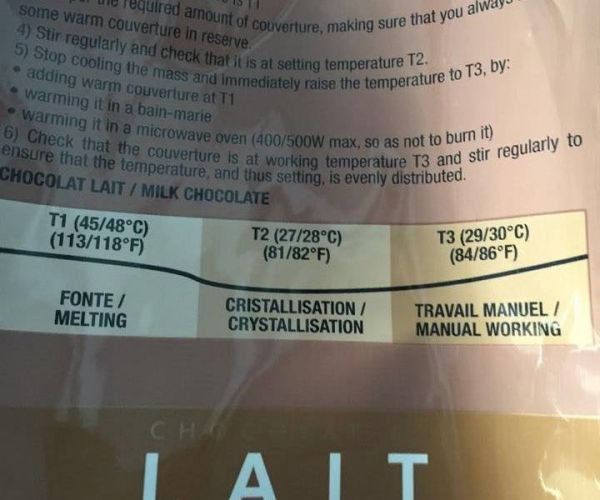 the required amount of couverture, making sure that you always
some warm couverture in reserve.
4) Stir regularly and check that it is at setting temperature T2.
5) Stop cooling the mass and immediately raise the temperature to T3, by:
• adding warm couverture at T1
• warming it in a bain-marie
• warming it in a microwave oven (400/500W max, so as not to burn it)
6) Check that the couverture is at working temperature T3 and stir regularly to
ensure that the temperature, and thus setting, is evenly distributed.
CHOCOLAT LAIT / MILK CHOCOLATE
T1 (45/48°C)
(113/118°F)
T2 (27/28°C)
(81/82°F)
T3 (29/30°C)
(84/86°F)
FONTE /
MELTING
CRISTALLISATION /
CRYSTALLISATION
TRAVAIL MANUEL /
MANUAL WORKING
LAIT